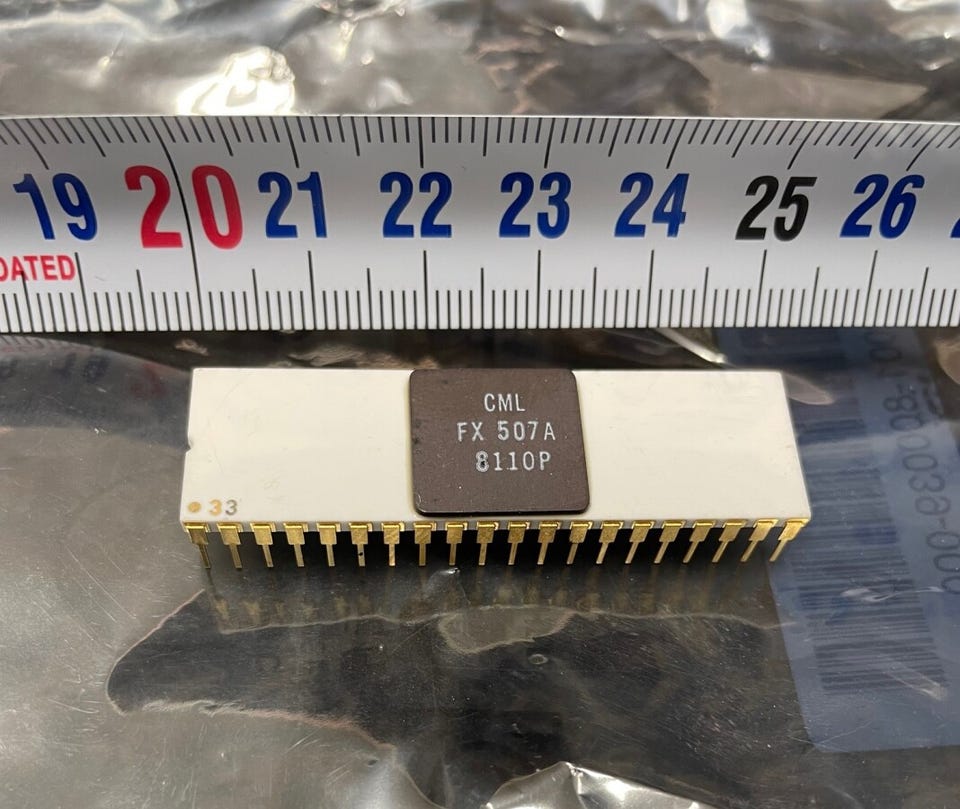 19 20 21 22 23 24 25 26
DATED
CML
FX 507A
8110P
33